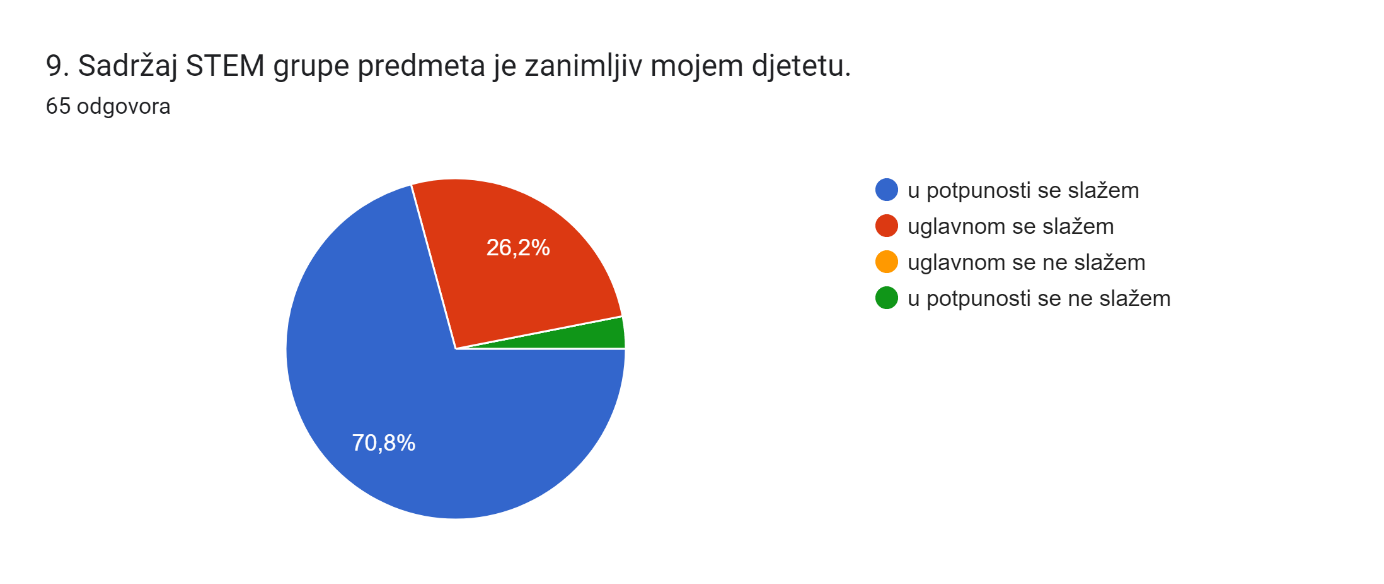 9. Sadržaj STEM grupe predmeta je zanimljiv mojem djetetu.
65 odgovora
u potpunosti se slažem
uglavnom se slažem
uglavnom se ne slažem
u potpunosti se ne slažem
26,2%
70,8%